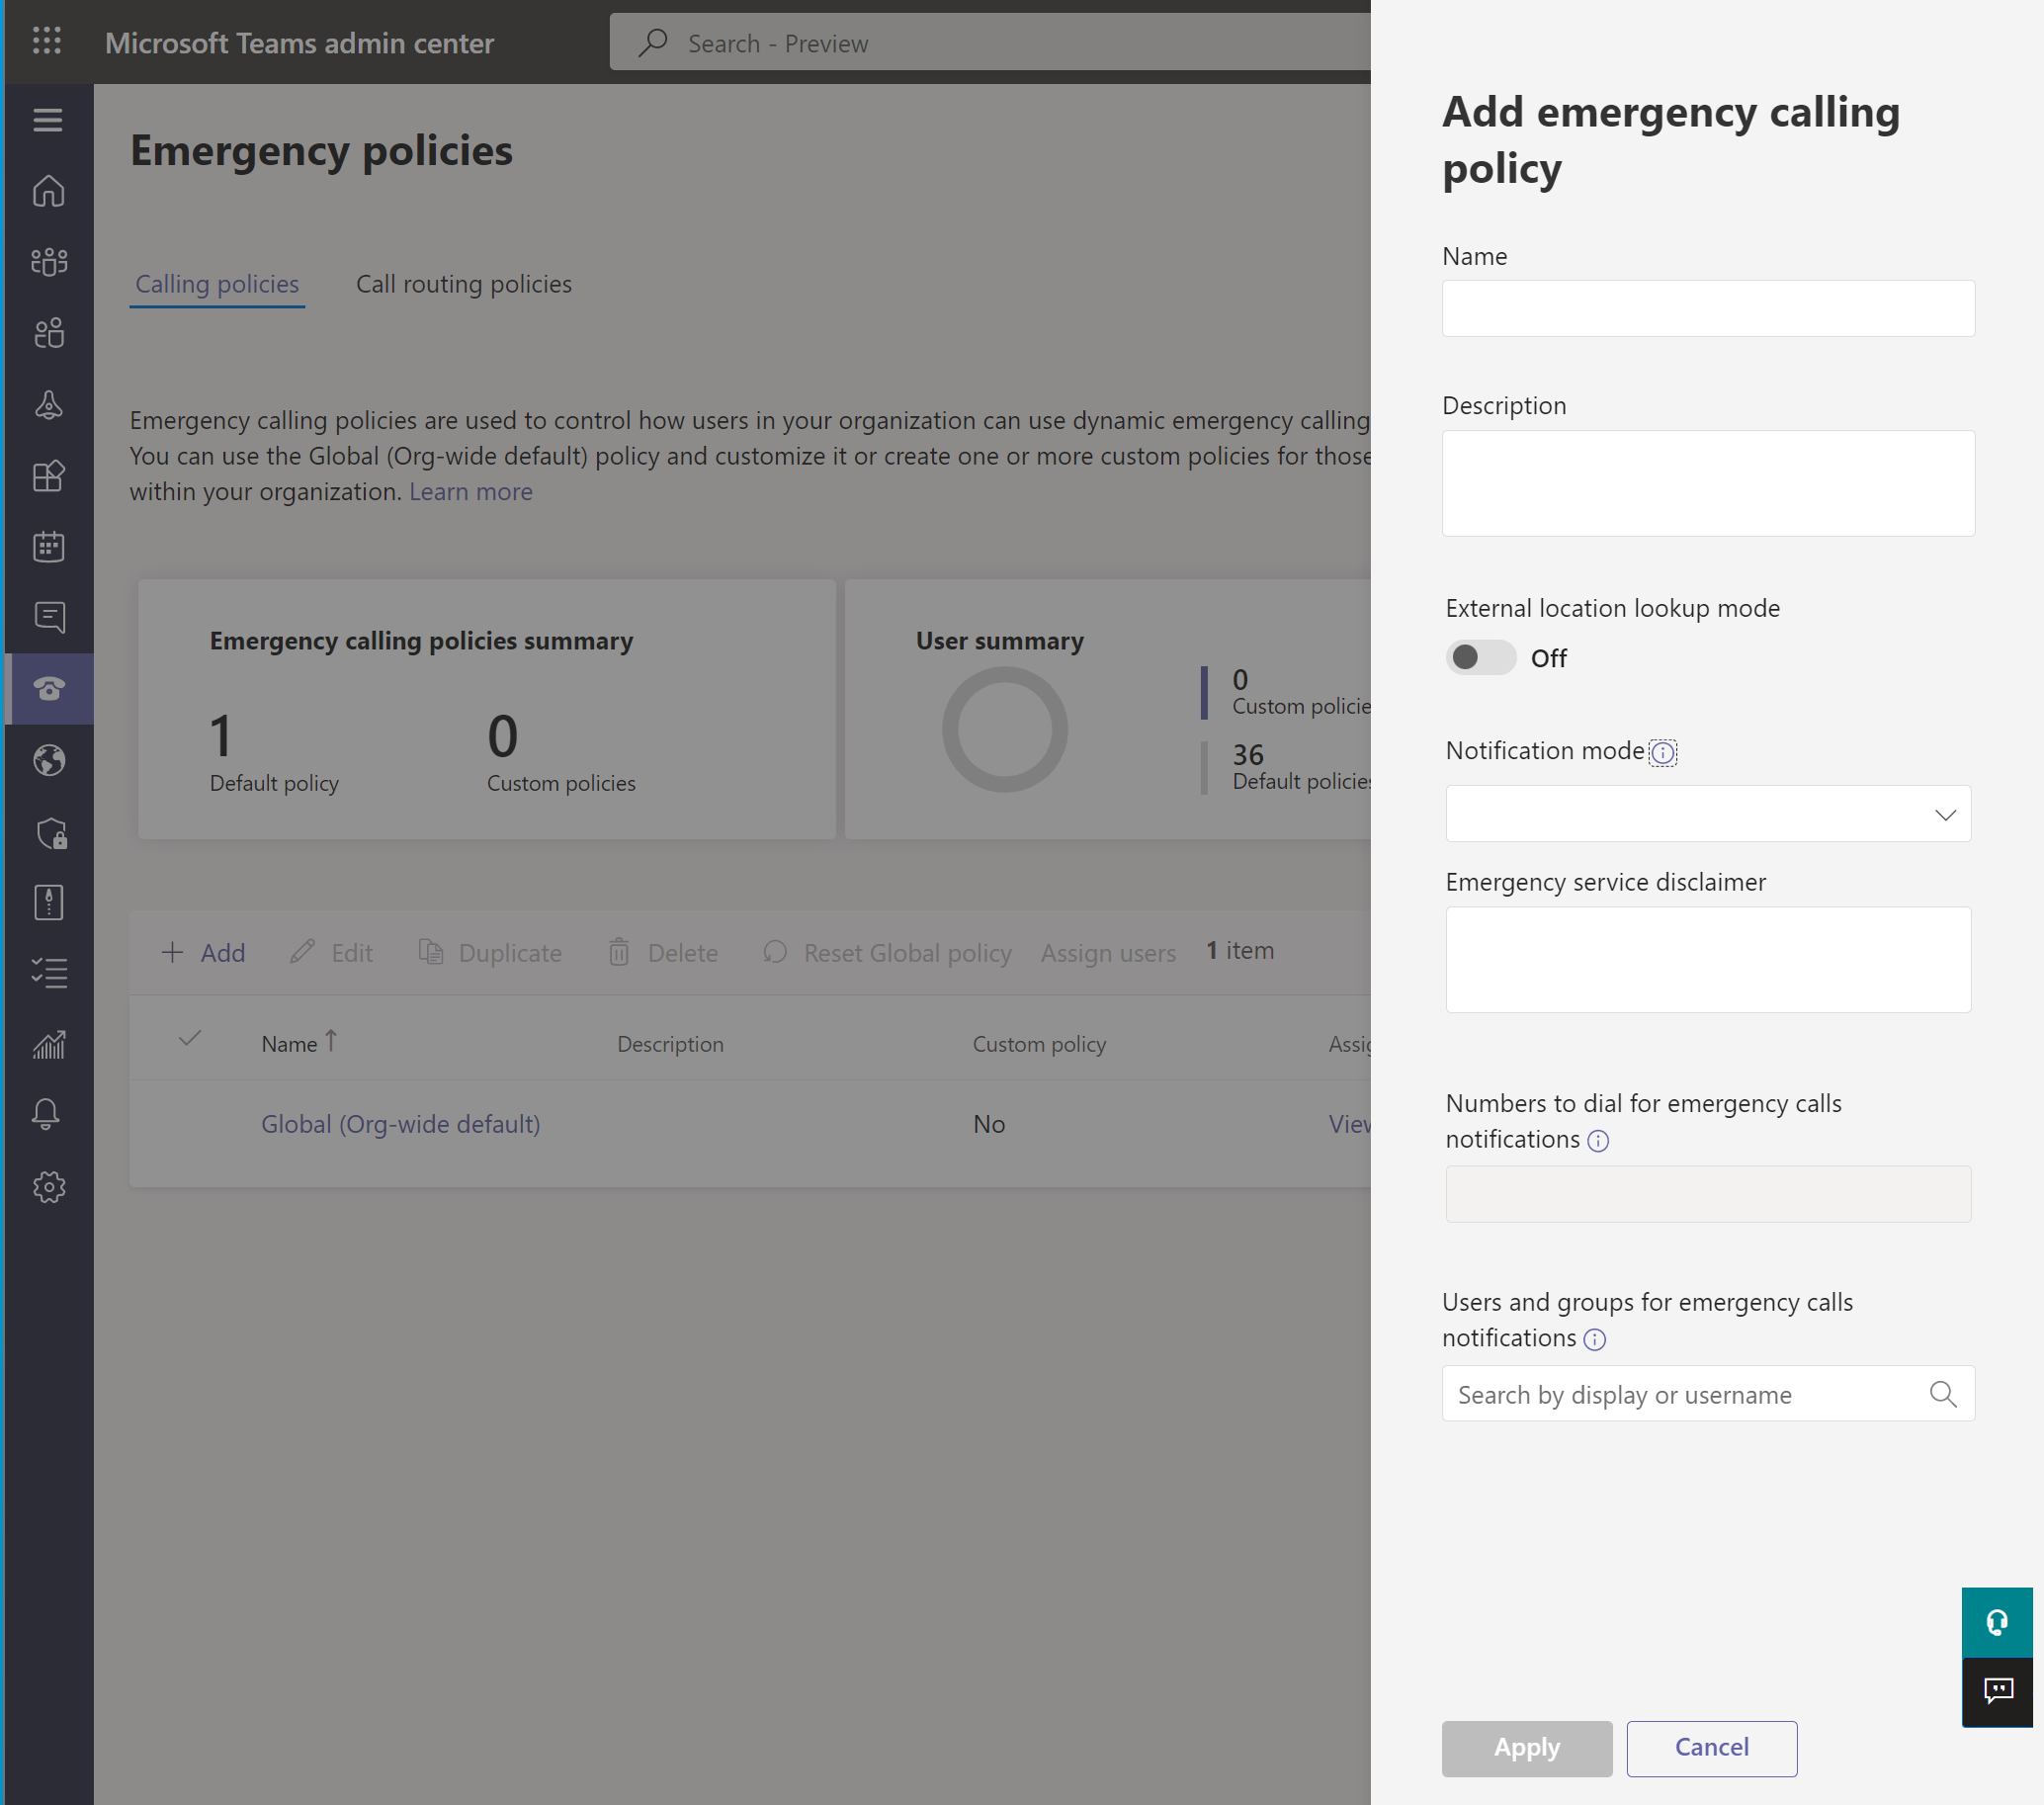 Microsoft Teams admin center
Search - Preview
Emergency policies
Calling policies
Call routing policies
Emergency calling policies are used to control how users in your organization can use dynamic emergency calling
You can use the Global (Org-wide default) policy and customize it or create one or more custom policies for those
within your organization. Learn more
Emergency calling policies summary
1
Default policy
0
Custom policies
User summary
0
Custom policie
36
Default policies
Add
Edit
Duplicate
Delete
Reset Global policy
Assign users
1 item
Name
Description
Custom policy
Assig
Global (Org-wide default)
No
View
Add emergency calling
policy
Name
Description
External location lookup mode
Off
Notification mode
Emergency service disclaimer
Numbers to dial for emergency calls
notifications
Users and groups for emergency calls
notifications
Search by display or username
Apply
Cancel